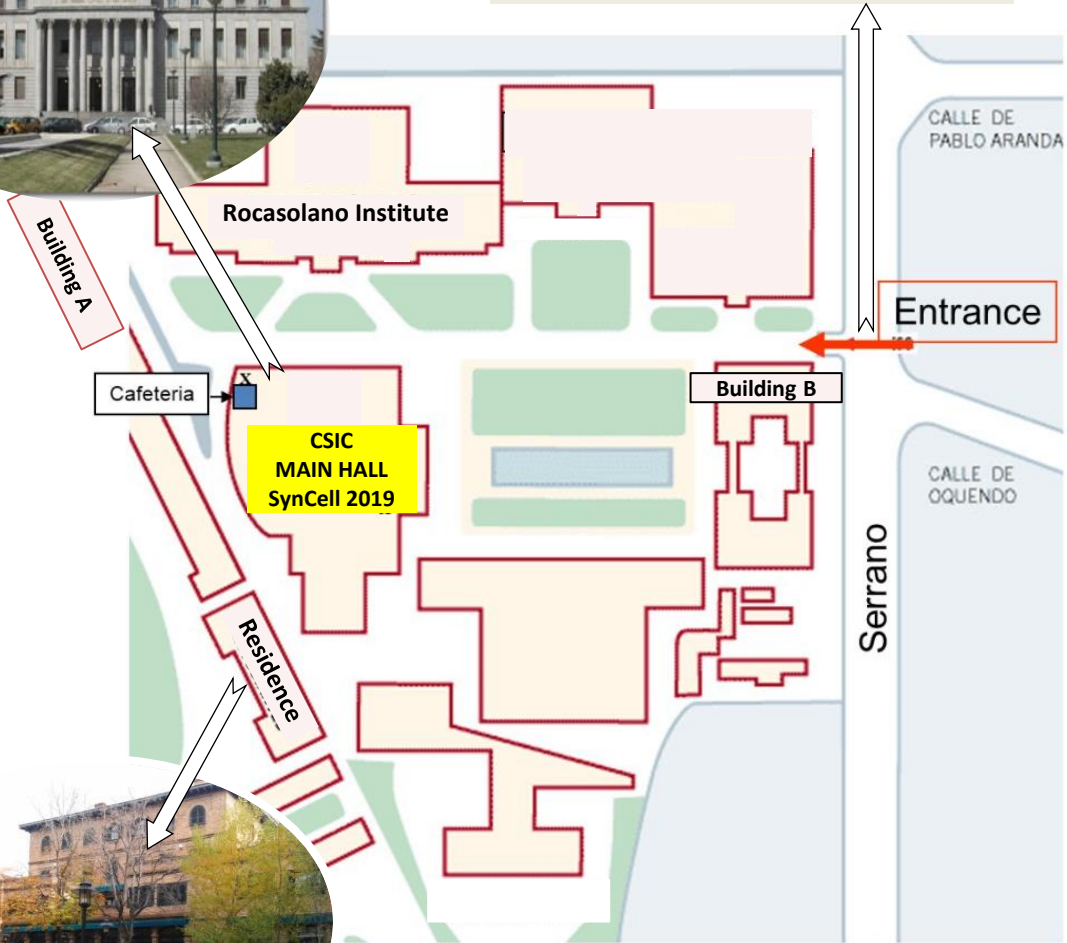 CALLE DE
PABLO ARANDA
Rocasolano Institute
Building A
Entrance
Cafeteria
X
Building B
CSIC
MAIN HALL
SynCell 2019
CALLE DE
OQUENDO
Serrano
Residence